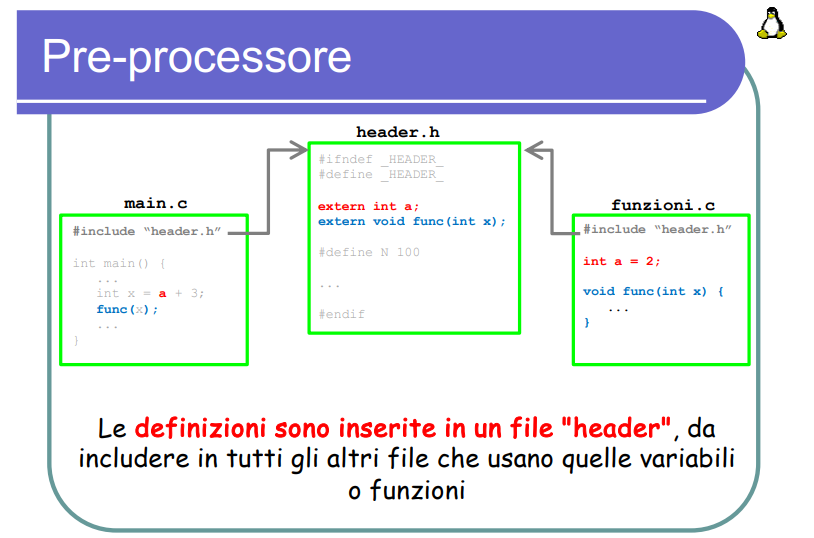 Pre-processore
header.h
#ifndef _HEADER_
#define _HEADER_
extern int a;
extern void func(int x);
#define N 100
...
#endif
main.c
#include “header.h”
int main() {
...
int x = a + 3;
func(x);
...
}
funzioni.c
#include “header.h”
int a = 2;
void func(int x) {
...
}
Le definizioni sono inserite in un file "header", da
includere in tutti gli altri file che usano quelle variabili
o funzioni